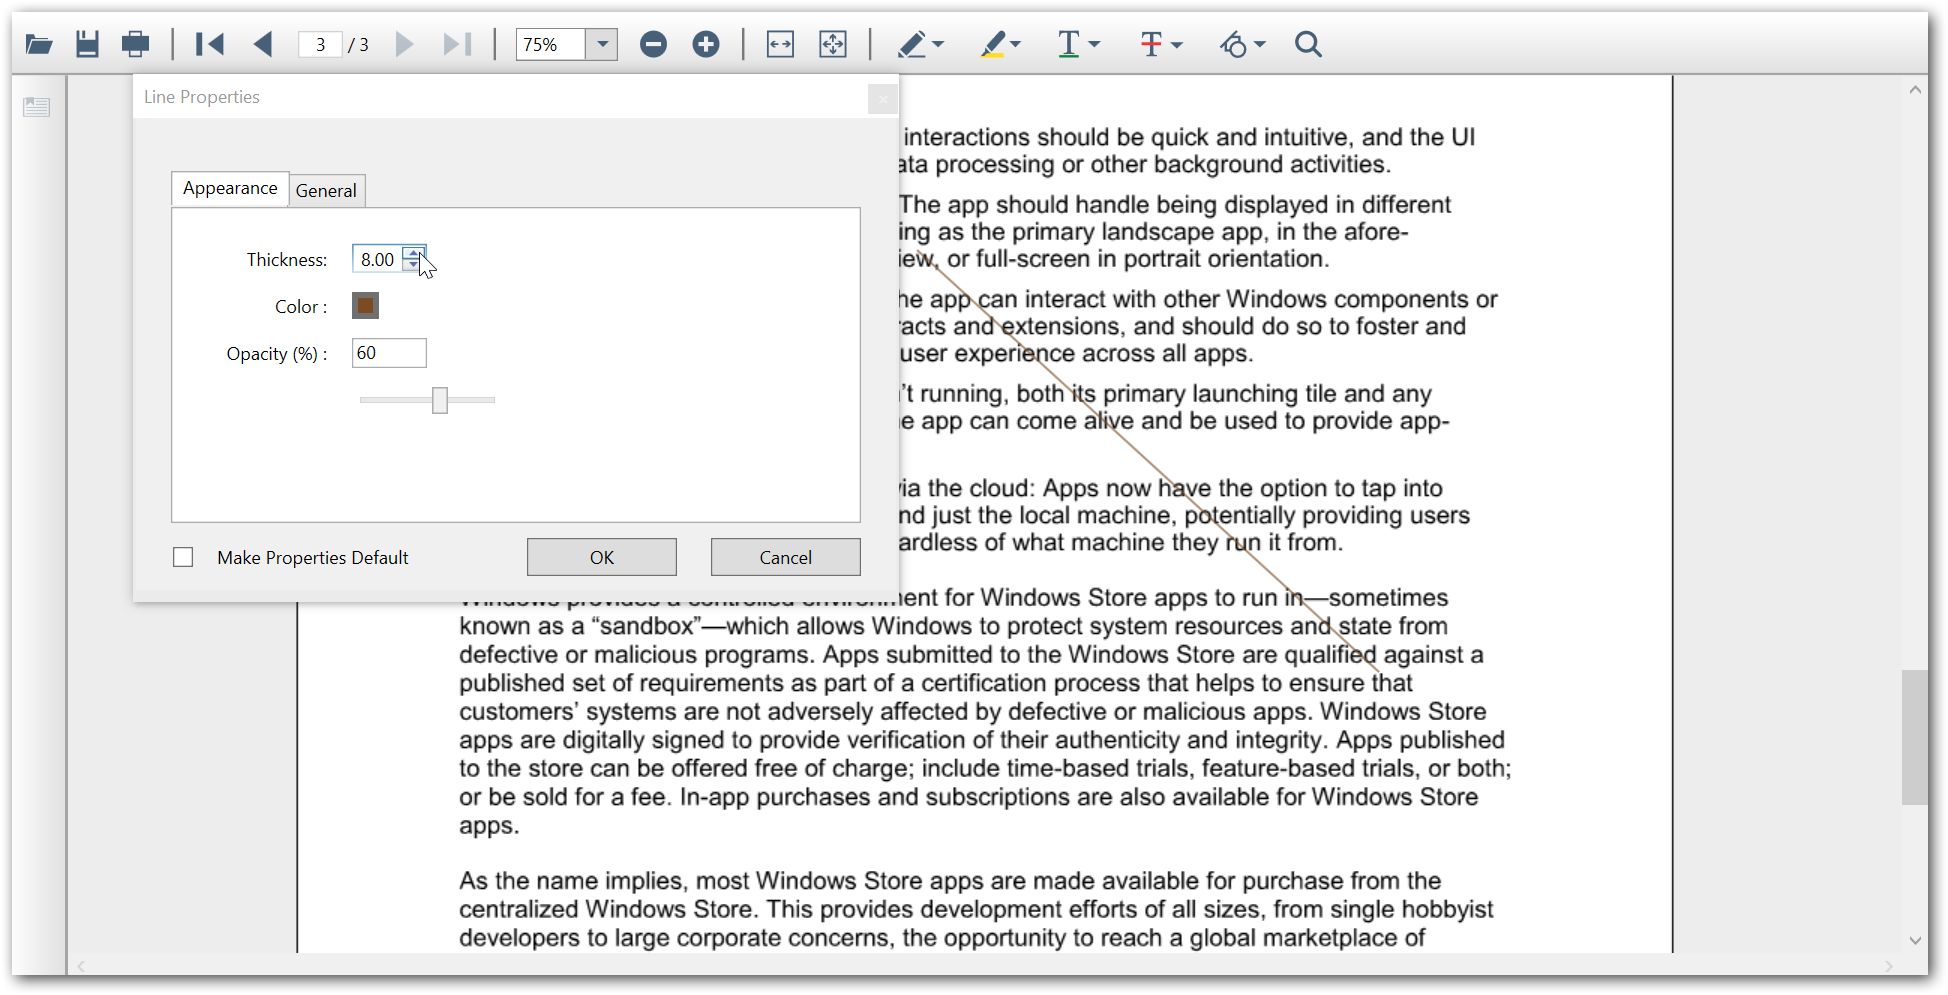 3 / 3 75% T T
Line Properties
Appearance General
Thickness: 8.00
Color :
Opacity (%) : 60
Make Properties Default OK Cancel
interactions should be quick and intuitive, and the UI
ata processing or other background activities.
The app should handle being displayed in different
ing as the primary landscape app, in the afore-
iew, or full-screen in portrait orientation.
he app can interact with other Windows components or
racts and extensions, and should do so to foster and
user experience across all apps.
't running, both its primary launching tile and any
e app can come alive and be used to provide app-
via the cloud: Apps now have the option to tap into
nd just the local machine, potentially providing users
ardless of what machine they run it from.
Windows provides a controlled environment for Windows Store apps to run in—sometimes
known as a “sandbox”—which allows Windows to protect system resources and state from
defective or malicious programs. Apps submitted to the Windows Store are qualified against a
published set of requirements as part of a certification process that helps to ensure that
customers’ systems are not adversely affected by defective or malicious apps. Windows Store
apps are digitally signed to provide verification of their authenticity and integrity. Apps published
to the store can be offered free of charge; include time-based trials, feature-based trials, or both;
or be sold for a fee. In-app purchases and subscriptions are also available for Windows Store
apps.
As the name implies, most Windows Store apps are made available for purchase from the
centralized Windows Store. This provides development efforts of all sizes, from single hobbyist
developers to large corporate concerns, the opportunity to reach a global marketplace of